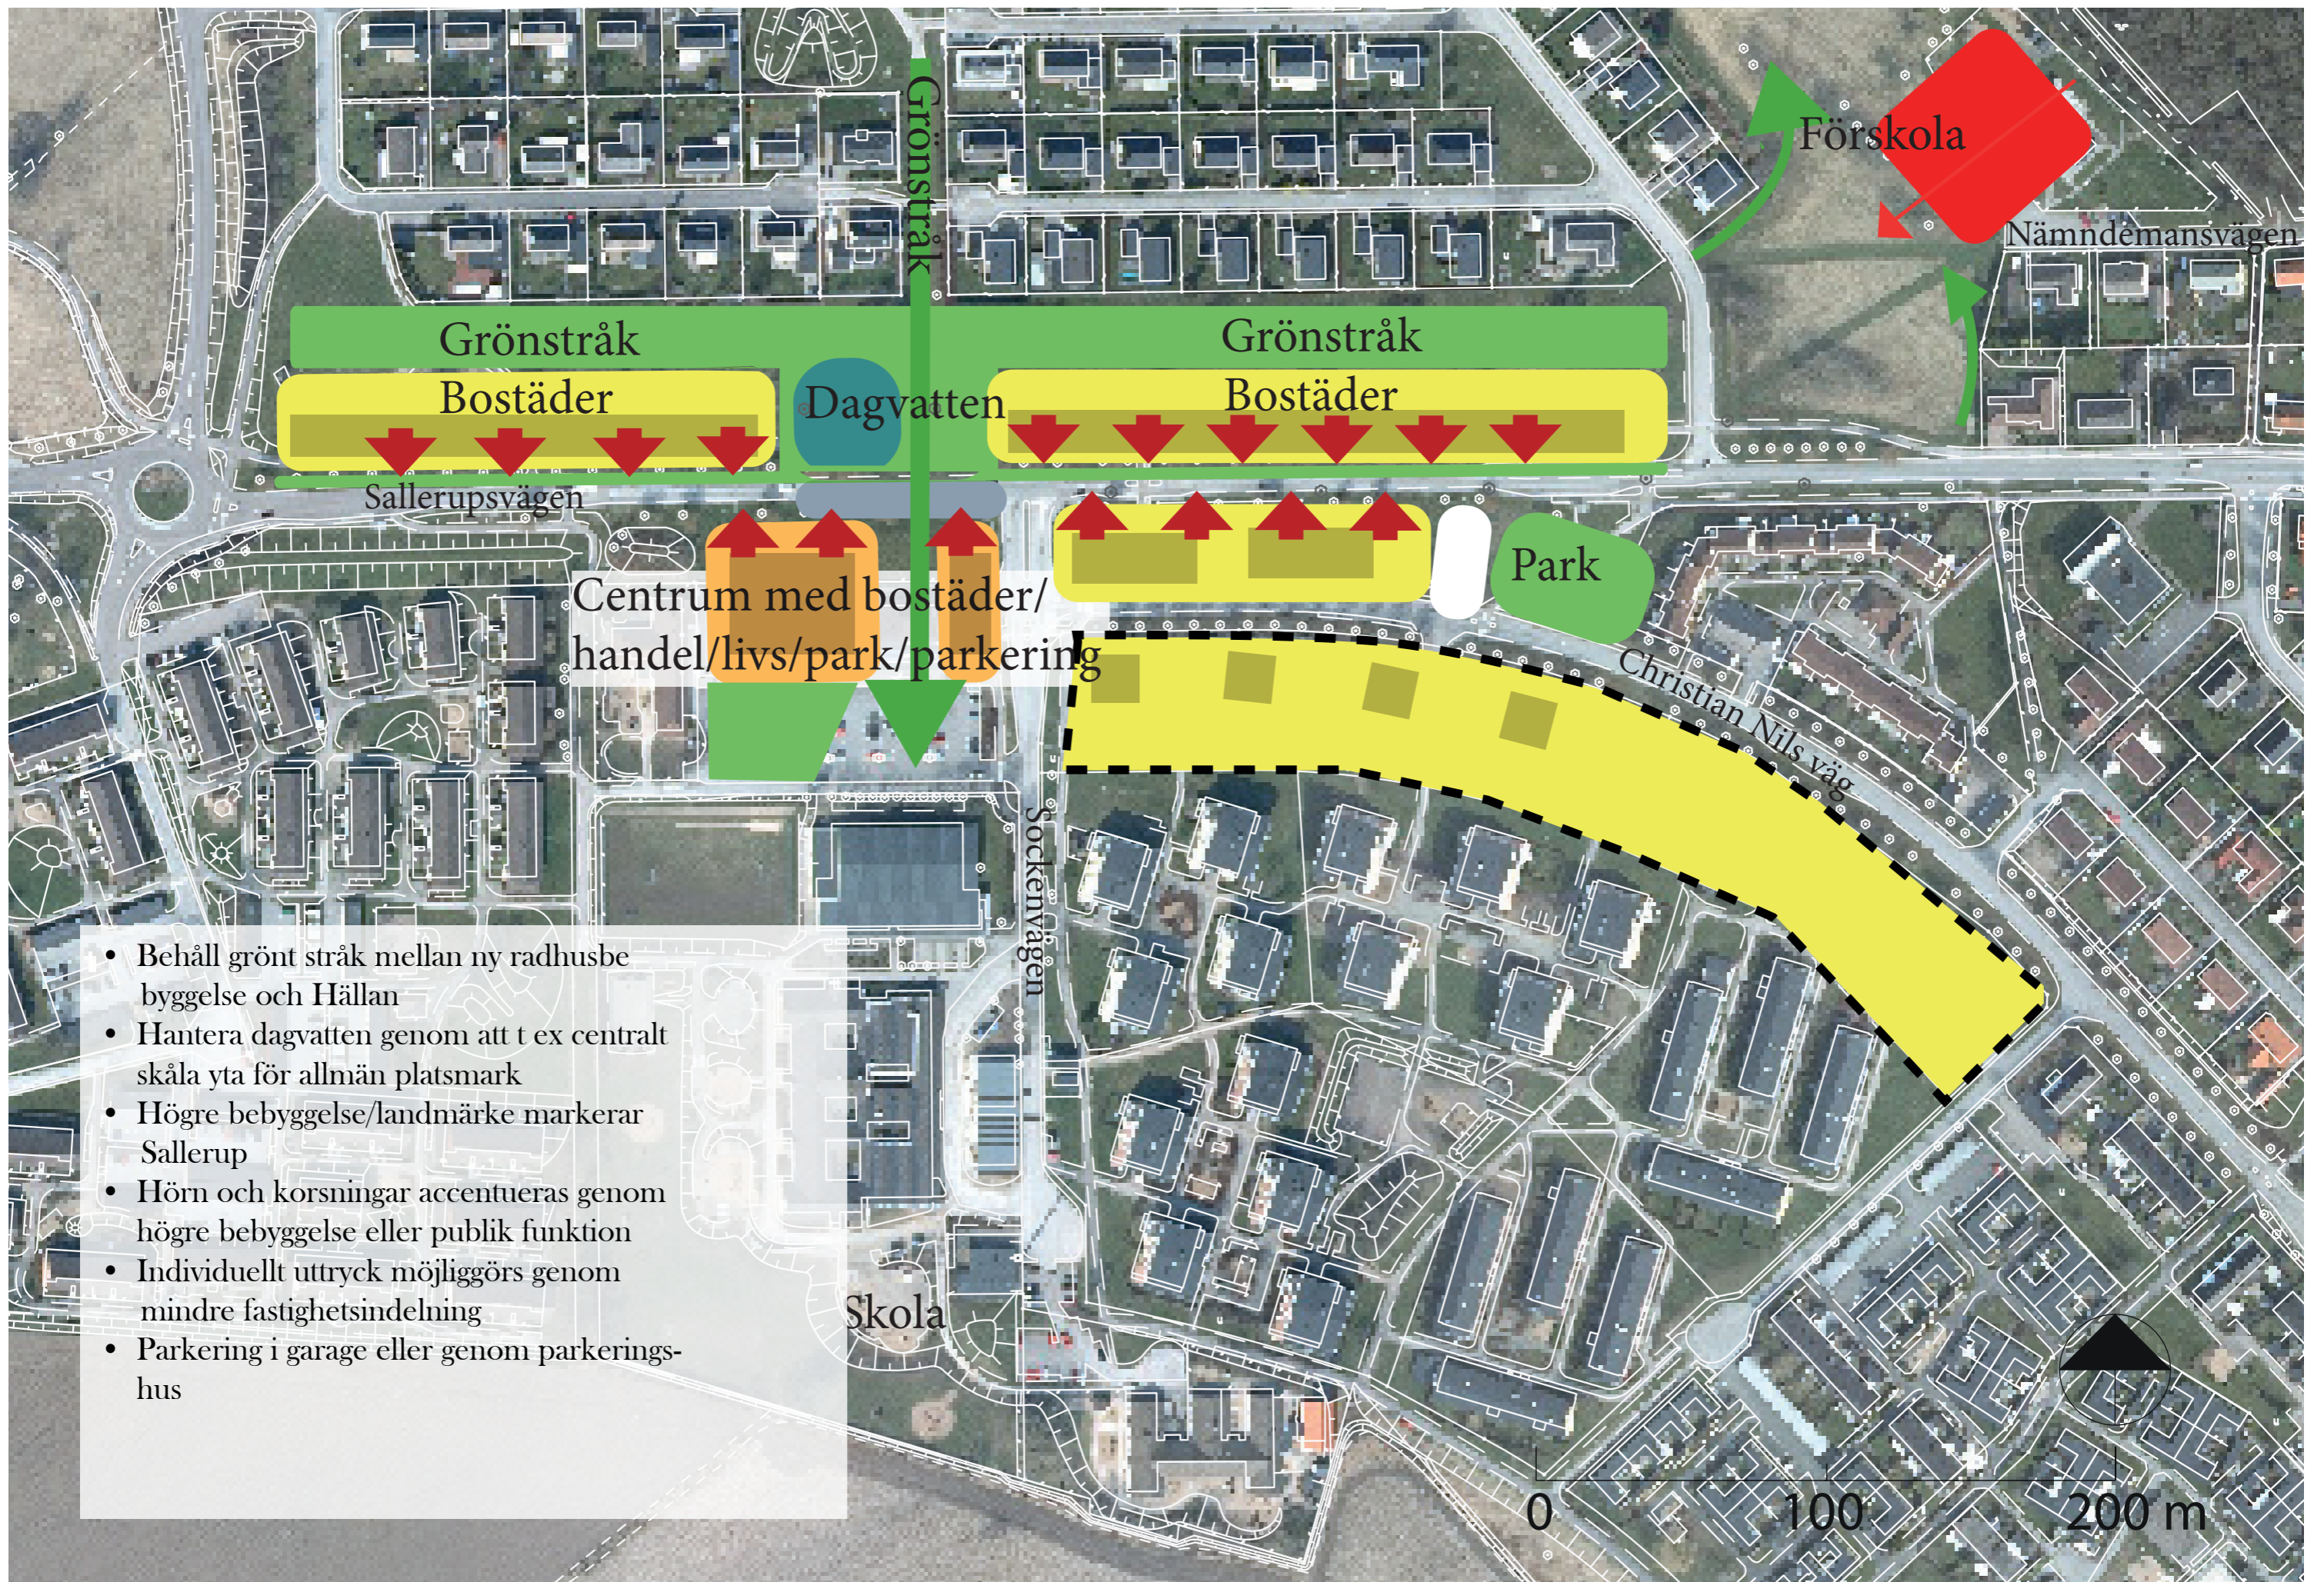 Grönstråk
Förskola
Nämndemansvägen
Grönstråk
Grönstråk
Bostäder
Dagvatten
Bostäder
Sallerupsvägen
Centrum med bostäder/
handel/livs/park/parkering
Park
Christian Nils väg
Sockenvägen
• Behåll grönt stråk mellan ny radhusbe
byggelse och Hällan
• Hantera dagvatten genom att t ex centralt
skåla yta för allmän platsmark
• Högre bebyggelse/landmärke markerar
Sallerup
• Hörn och korsningar accentueras genom
högre bebyggelse eller publik funktion
• Individuellt uttryck möjliggörs genom
mindre fastighetsindelning
• Parkering i garage eller genom parkerings-
hus
Skola
0 100 200 m